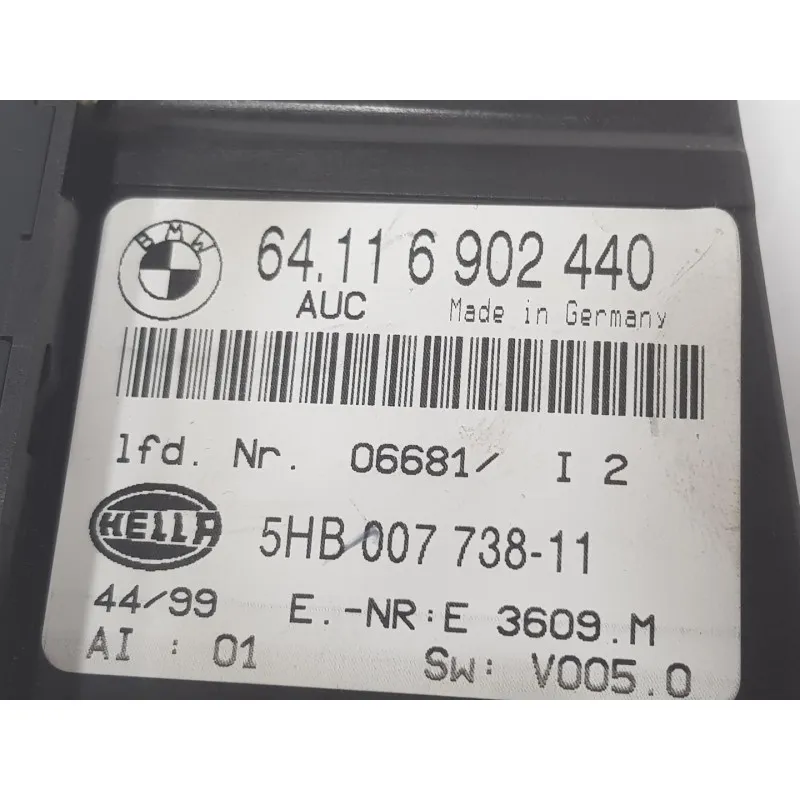 BMW
64.11 6 902 440
AUC Made in Germany
lfd. Nr. 06681/ I 2
HELLA 5HB 007 738-11
44/99 E.-NR:E 3609.M
AI : 01 SW: V005.0